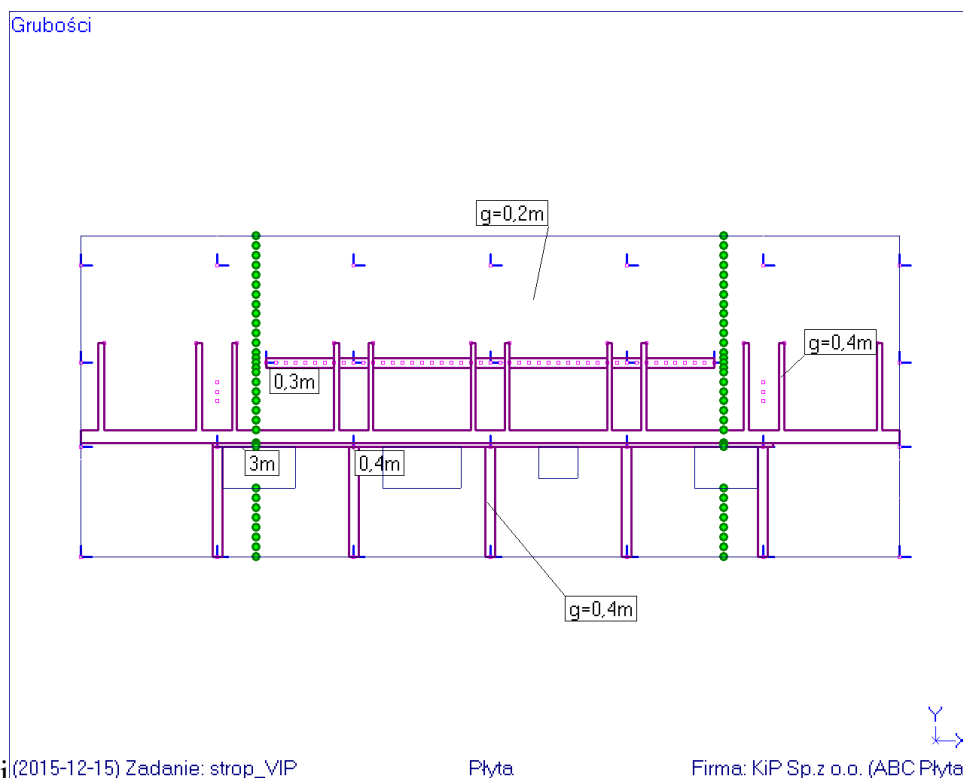 Grubości
g=0,2m
g=0,4m
0,3m
3m
0,4m
g=0,4m
Y
i(2015-12-15) Zadanie: strop_VIP Płyta Firma: KiP Sp.z o.o. (ABC Płyta